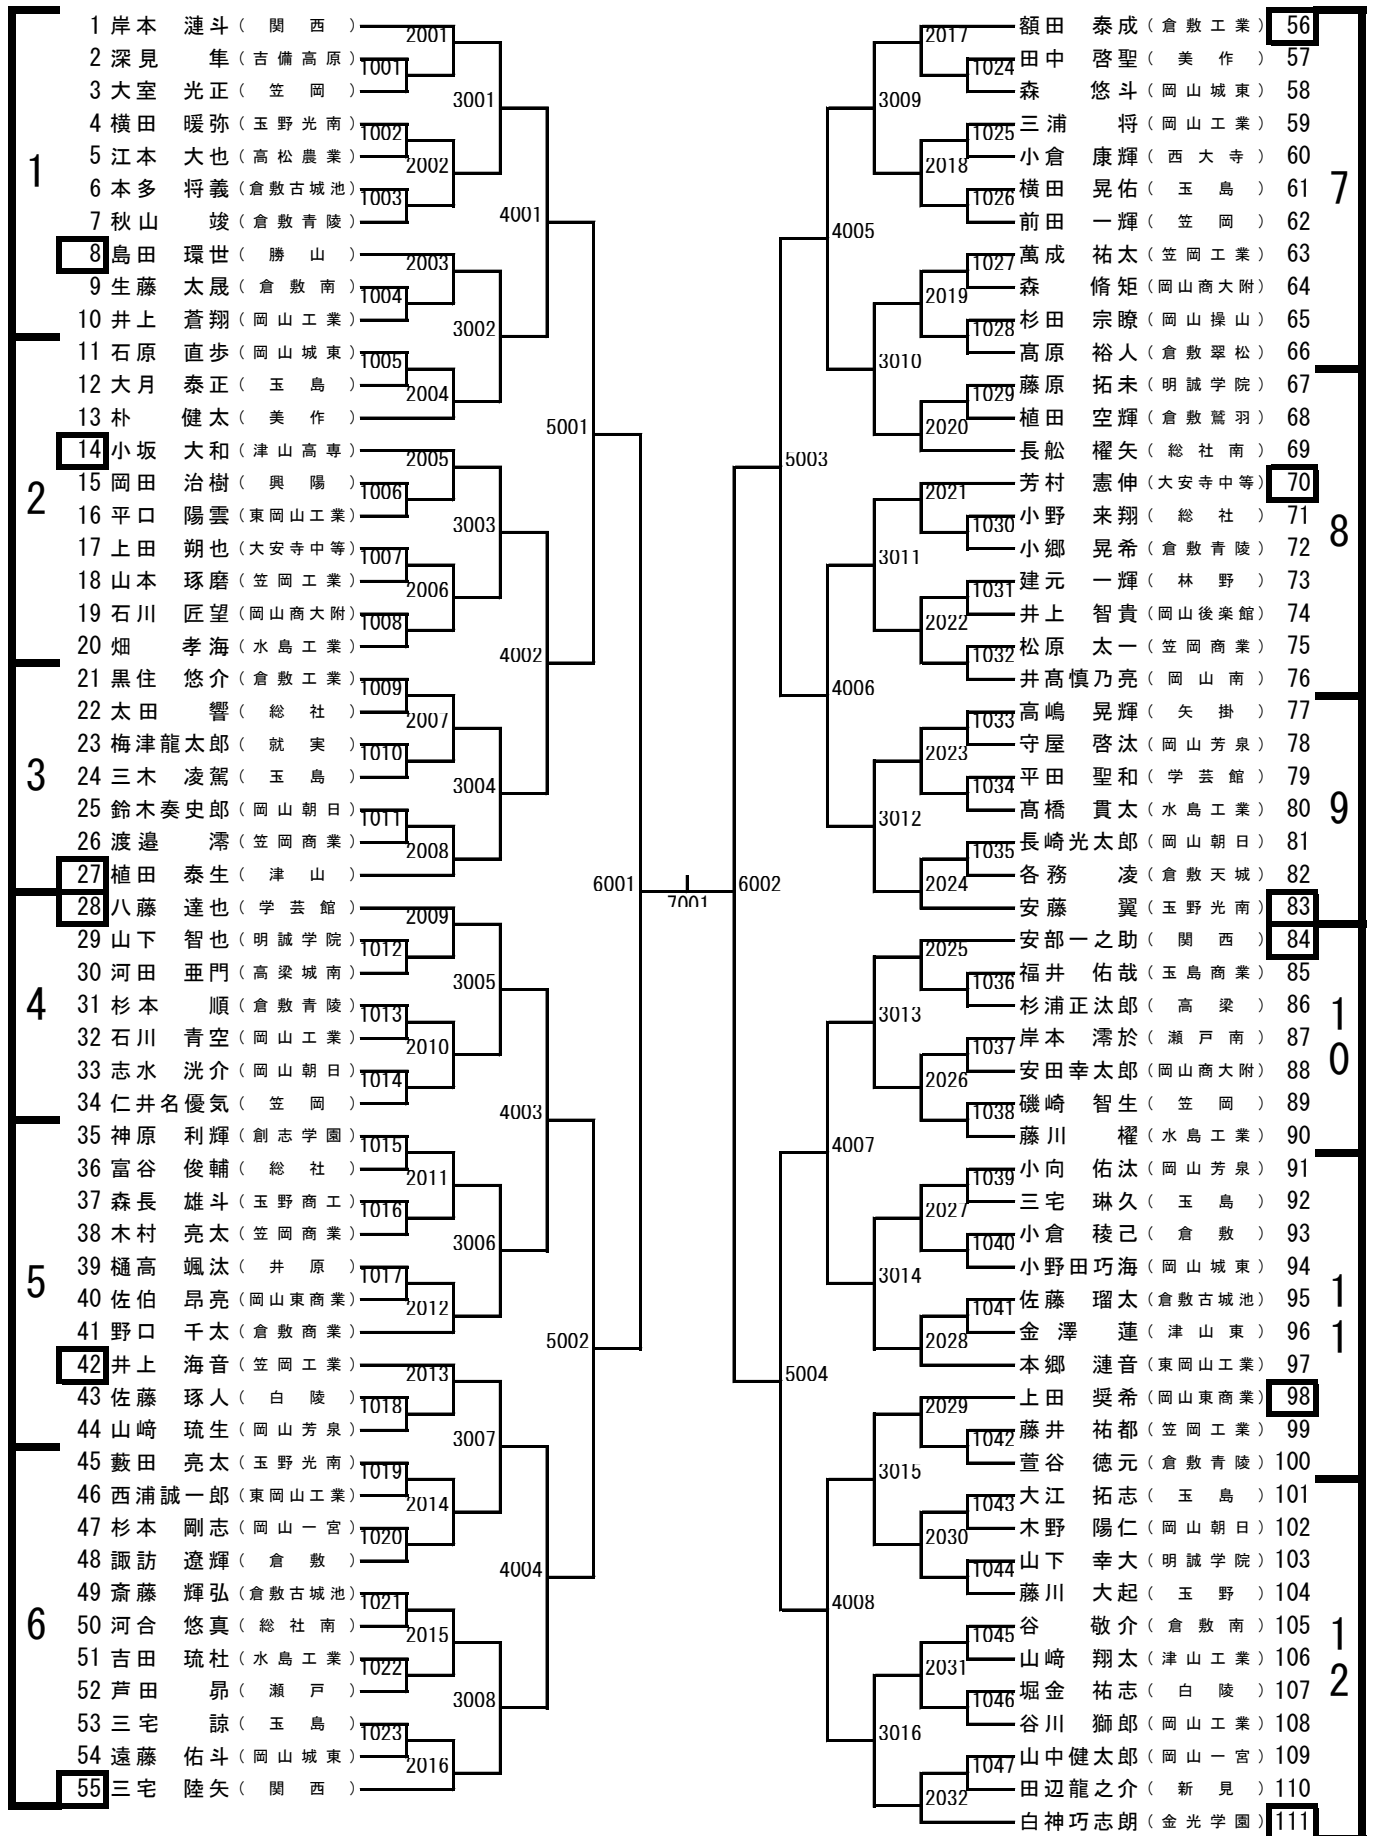 1 岸本 漣斗（関西）
2 深見 隼（吉備高原）
3 大室 光正（笠岡）
4 横田 暖弥（玉野光南）
5 江本 大也（高松農業）
6 本多 将義（倉敷古城池）
7 秋山 竣（倉敷青陵）
8 島田 環世（勝山）
9 生藤 太晟（倉敷南）
10 井上 蒼翔（岡山工業）
11 石原 直歩（岡山城東）
12 大月 泰正（玉島）
13 朴 健太（美作）
14 小坂 大和（津山高専）
15 岡田 治樹（興陽）
16 平口 陽雲（東岡山工業）
17 上田 朔也（大安寺中等）
18 山本 琢磨（笠岡工業）
19 石川 匠望（岡山商大附）
20 畑 孝海（水島工業）
21 黒住 悠介（倉敷工業）
22 太田 響（総社）
23 梅津龍太郎（就実）
24 三木 凌駕（玉島）
25 鈴木奏史郎（岡山朝日）
26 渡邉 澪（笠岡商業）
27 植田 泰生（津山）
28 八藤 達也（学芸館）
29 山下 智也（明誠学院）
30 河田 亜門（高梁城南）
31 杉本 順（倉敷青陵）
32 石川 青空（岡山工業）
33 志水 洸介（岡山朝日）
34 仁井名優気（笠岡）
35 神原 利輝（創志学園）
36 富谷 俊輔（総社）
37 森長 雄斗（玉野商工）
38 木村 亮太（笠岡商業）
39 樋高 颯汰（井原）
40 佐伯 昂亮（岡山東商業）
41 野口 千太（倉敷商業）
42 井上 海音（笠岡工業）
43 佐藤 琢人（白陵）
44 山﨑 琉生（岡山芳泉）
45 藪田 亮太（玉野光南）
46 西浦誠一郎（東岡山工業）
47 杉本 剛志（岡山一宮）
48 諏訪 遼輝（倉敷）
49 斎藤 輝弘（倉敷古城池）
50 河合 悠真（総社南）
51 吉田 琉杜（水島工業）
52 芦田 昴（瀬戸）
53 三宅 諒（玉島）
54 遠藤 佑斗（岡山城東）
55 三宅 陸矢（関西）
1
2
3
4
5
6
1001
1002
1003
1004
1005
1006
1007
1008
1009
1010
1011
1012
1013
1014
1015
1016
1017
1018
1019
1020
1021
1022
1023
2001
2002
2003
2004
2005
2006
2007
2008
2009
2010
2011
2012
2013
2014
2015
2016
3001
3002
3003
3004
3005
3006
3007
3008
4001
4002
4003
4004
5001
5002
6001
7001
6002
5003
5004
4005
4006
4007
4008
3009
3010
3011
3012
3013
3014
3015
3016
2017
2018
2019
2020
2021
2022
2023
2024
2025
2026
2027
2028
2029
2030
2031
2032
1024
1025
1026
1027
1028
1029
1030
1031
1032
1033
1034
1035
1036
1037
1038
1039
1040
1041
1042
1043
1044
1045
1046
1047
額田 泰成（倉敷工業）56
田中 啓聖（美作）57
森 悠斗（岡山城東）58
三浦 将（岡山工業）59
小倉 康輝（西大寺）60
横田 晃佑（玉島）61
前田 一輝（笠岡）62
萬成 祐太（笠岡工業）63
森 脩矩（岡山商大附）64
杉田 宗瞭（岡山操山）65
髙原 裕人（倉敷翠松）66
藤原 拓未（明誠学院）67
植田 空輝（倉敷鷲羽）68
長舩 櫂矢（総社南）69
芳村 憲伸（大安寺中等）70
小野 来翔（総社）71
小郷 晃希（倉敷青陵）72
建元 一輝（林野）73
井上 智貴（岡山後楽館）74
松原 太一（笠岡商業）75
井髙慎乃亮（岡山南）76
高嶋 晃輝（矢掛）77
守屋 啓汰（岡山芳泉）78
平田 聖和（学芸館）79
髙橋 貫太（水島工業）80
長崎光太郎（岡山朝日）81
各務 凌（倉敷天城）82
安藤 翼（玉野光南）83
安部一之助（関西）84
福井 佑哉（玉島商業）85
杉浦正汰郎（高梁）86
岸本 澪於（瀬戸南）87
安田幸太郎（岡山商大附）88
磯崎 智生（笠岡）89
藤川 櫂（水島工業）90
小向 佑汰（岡山芳泉）91
三宅 琳久（玉島）92
小倉 稜己（倉敷）93
小野田巧海（岡山城東）94
佐藤 瑠太（倉敷古城池）95
金澤 蓮（津山東）96
本郷 漣音（東岡山工業）97
上田 奨希（岡山東商業）98
藤井 祐都（笠岡工業）99
萱谷 徳元（倉敷青陵）100
大江 拓志（玉島）101
木野 陽仁（岡山朝日）102
山下 幸大（明誠学院）103
藤川 大起（玉野）104
谷 敬介（倉敷南）105
山﨑 翔太（津山工業）106
堀金 祐志（白陵）107
谷川 獅郎（岡山工業）108
山中健太郎（岡山一宮）109
田辺龍之介（新見）110
白神巧志朗（金光学園）111
7
8
9
10
11
12